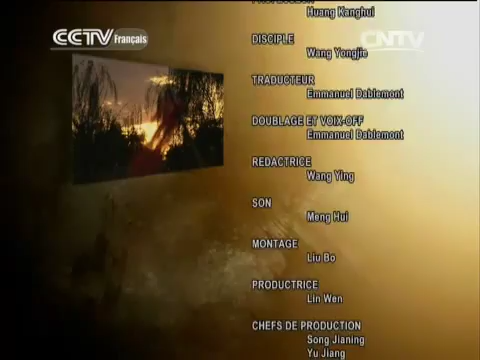 CCTV Français
CNTV
Huang Kanghui
DISCIPLE
Wang Yongjie
TRADUCTEUR
Emmanuel Dablemont
DOUBLAGE ET VOIX-OFF
Emmanuel Dablemont
REDACTRICE
Wang Ying
SON
Meng Hui
MONTAGE
Liu Bo
PRODUCTRICE
Lin Wen
CHEFS DE PRODUCTION
Song Jianing
Yu Jiang